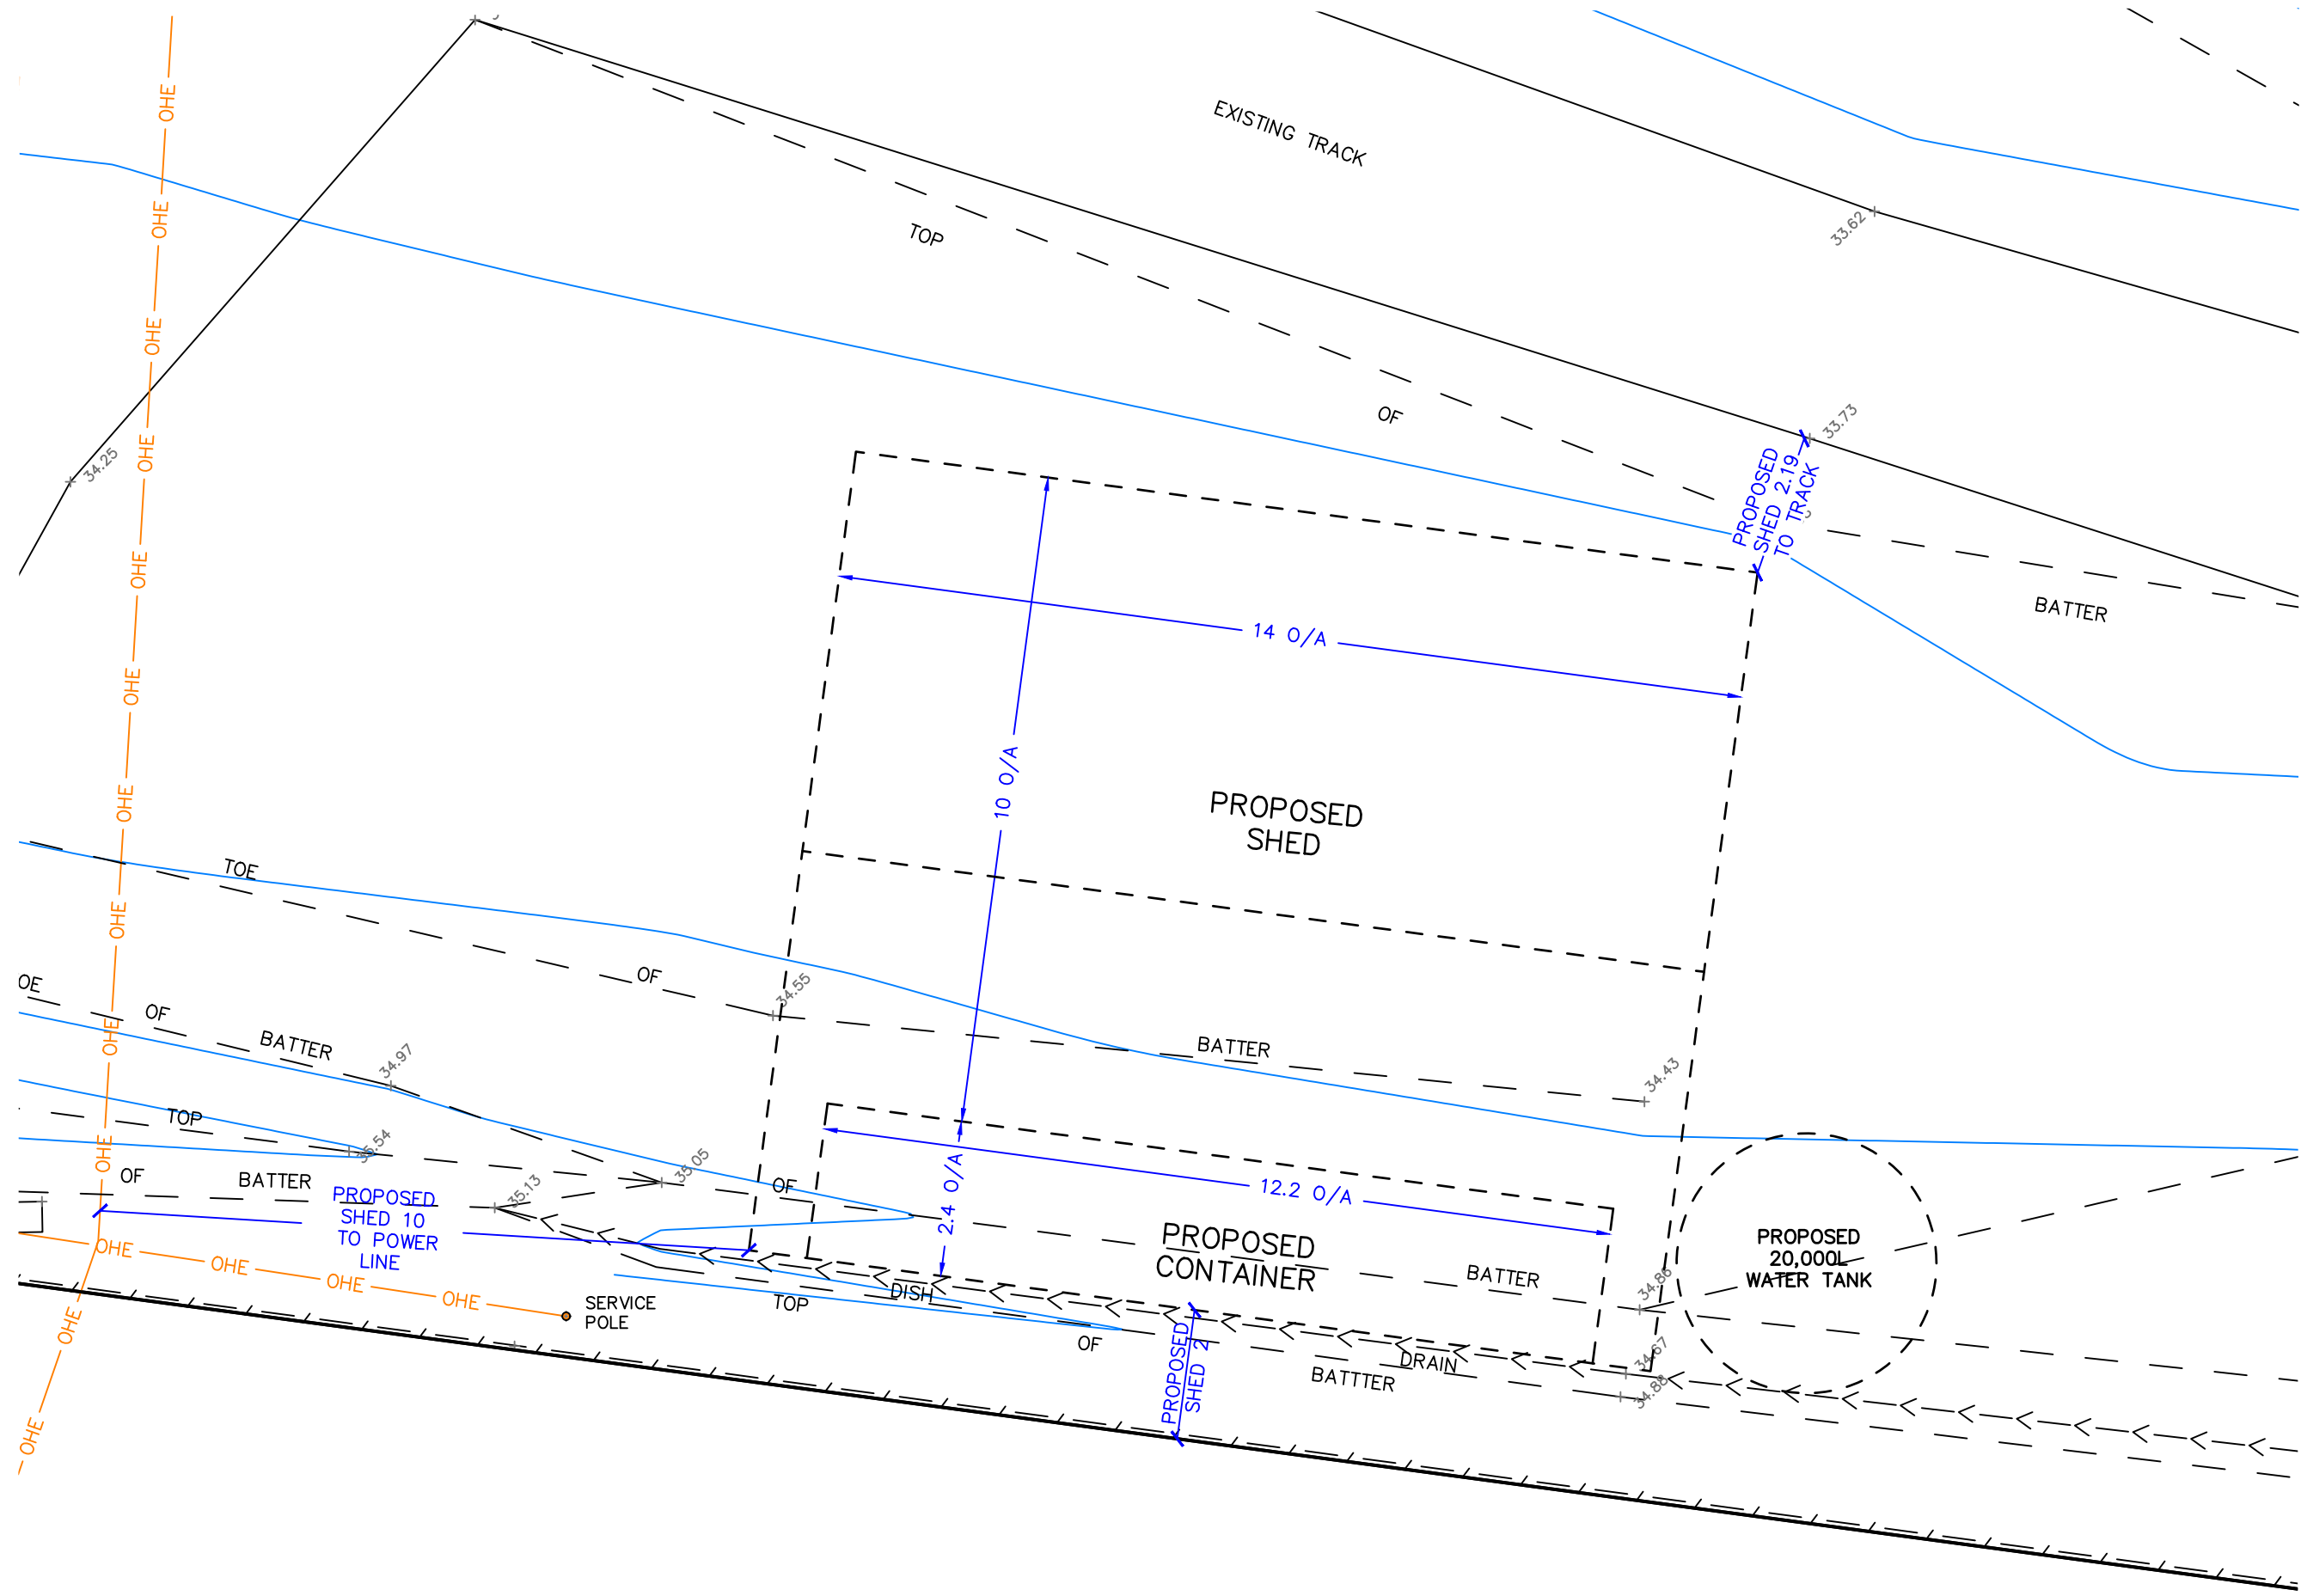 EXISTING TRACK
TOP
OF
BATTER
33.62
33.73
34.25
PROPOSED
SHED 2.19
TO TRACK
14 O/A
10 O/A
PROPOSED
SHED
OHE
OHE
OHE
OHE
OHE
OHE
OHE
OHE
OHE
OHE
TOE
OF
BATTER
34.55
34.43
OE
OF
BATTER
34.97
TOP
OF
BATTER
35.54
35.05
35.13
OF
BATTER
PROPOSED
SHED 10
TO POWER
LINE
2.4 O/A
12.2 O/A
PROPOSED
CONTAINER
PROPOSED
20,000L
WATER TANK
34.86
34.67
34.88
OHE
OHE
OHE
OHE
OHE
OHE
SERVICE
POLE
DISH
DRAIN
TOP
OF
BATTTER
PROPOSED
SHED 2